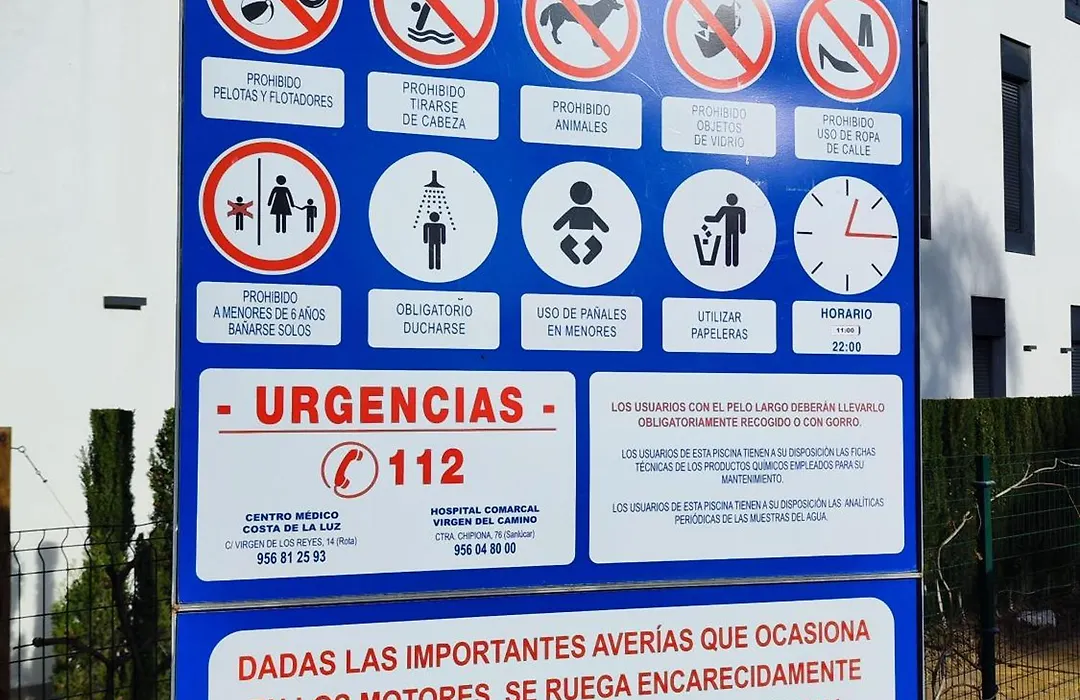 PROHIBIDO
PELOTAS Y FLOTADORES
PROHIBIDO
TIRARSE
DE CABEZA
PROHIBIDO
ANIMALES
PROHIBIDO
OBJETOS
DE VIDRIO
PROHIBIDO
USO DE ROPA
DE CALLE
PROHIBIDO
A MENORES DE 6 AÑOS
BAÑARSE SOLOS
OBLIGATORIO
DUCHARSE
USO DE PAÑALES
EN MENORES
UTILIZAR
PAPELERAS
HORARIO
11:00
22:00
- URGENCIAS -
112
CENTRO MÉDICO
COSTA DE LA LUZ
C/ VIRGEN DE LOS REYES, 14 (Rota)
956 81 25 93
HOSPITAL COMARCAL
VIRGEN DEL CAMINO
CTRA. CHIPIONA, 76 (Sanlúcar)
956 04 80 00
LOS USUARIOS CON EL PELO LARGO DEBERÁN LLEVARLO
OBLIGATORIAMENTE RECOGIDO O CON GORRO.
LOS USUARIOS DE ESTA PISCINA TIENEN A SU DISPOSICIÓN LAS FICHAS
TÉCNICAS DE LOS PRODUCTOS QUÍMICOS EMPLEADOS PARA SU
MANTENIMIENTO.
LOS USUARIOS DE ESTA PISCINA TIENEN A SU DISPOSICIÓN LAS ANALÍTICAS
PERIÓDICAS DE LAS MUESTRAS DEL AGUA.
DADAS LAS IMPORTANTES AVERÍAS QUE OCASIONA
EN LOS MOTORES, SE RUEGA ENCARECIDAMENTE